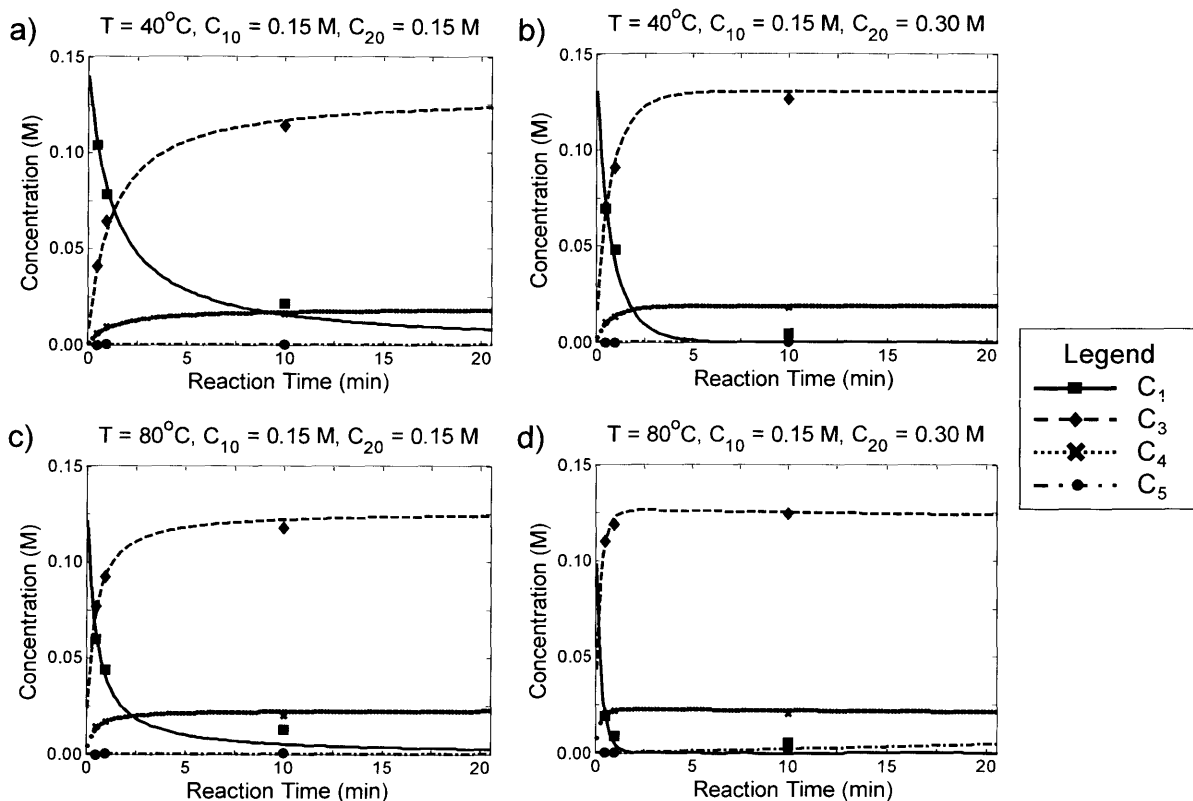 a) T = 40°C, C10 = 0.15 M, C20 = 0.15 M
Concentration (M)
0.15
0.10
0.05
0.00
0 5 10 15 20
Reaction Time (min)
b) T = 40°C, C10 = 0.15 M, C20 = 0.30 M
Concentration (M)
0.15
0.10
0.05
0.00
0 5 10 15 20
Reaction Time (min)
c) T = 80°C, C10 = 0.15 M, C20 = 0.15 M
Concentration (M)
0.15
0.10
0.05
0.00
0 5 10 15 20
Reaction Time (min)
d) T = 80°C, C10 = 0.15 M, C20 = 0.30 M
Concentration (M)
0.15
0.10
0.05
0.00
0 5 10 15 20
Reaction Time (min)
Legend
C1
C3
C4
C5